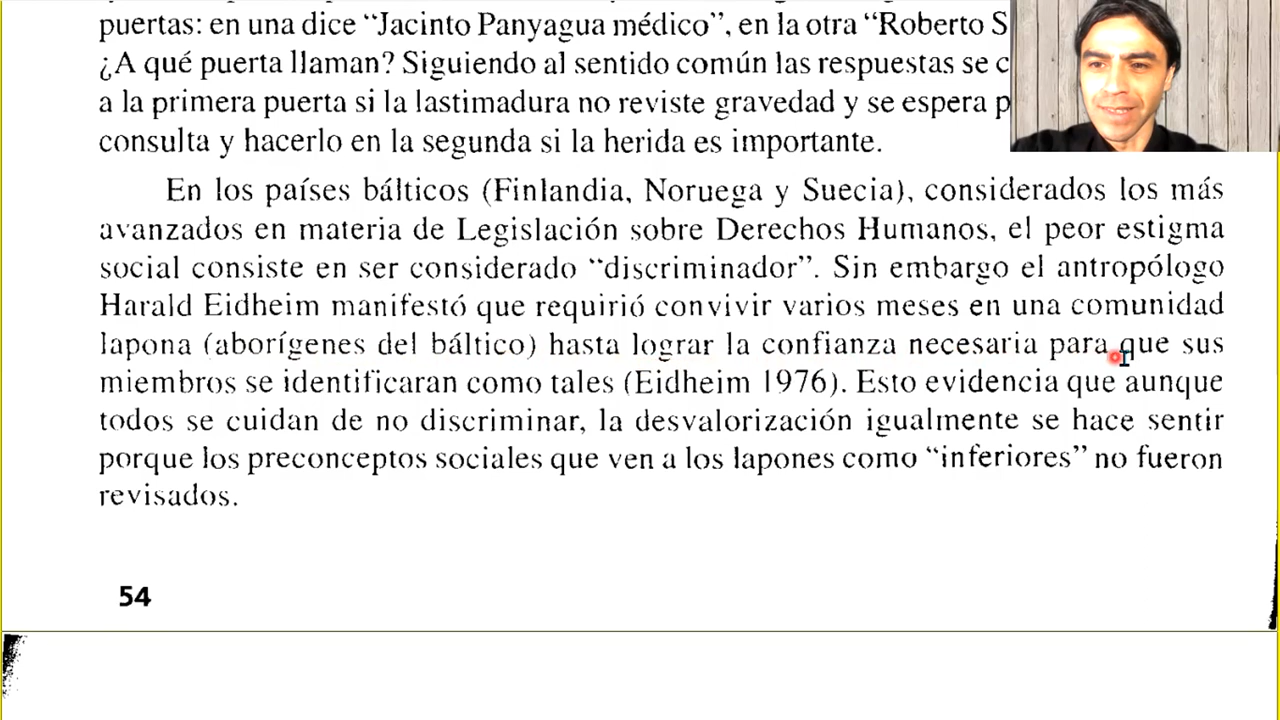 puertas: en una dice “Jacinto Panyagua médico”, en la otra “Roberto S
¿A qué puerta llaman? Siguiendo al sentido común las respuestas se c
a la primera puerta si la lastimadura no reviste gravedad y se espera p
consulta y hacerlo en la segunda si la herida es importante.
En los países bálticos (Finlandia, Noruega y Suecia), considerados los más
avanzados en materia de Legislación sobre Derechos Humanos, el peor estigma
social consiste en ser considerado “discriminador”. Sin embargo el antropólogo
Harald Eidheim manifestó que requirió convivir varios meses en una comunidad
lapona (aborígenes del báltico) hasta lograr la confianza necesaria para que sus
miembros se identificaran como tales (Eidheim 1976). Esto evidencia que aunque
todos se cuidan de no discriminar, la desvalorización igualmente se hace sentir
porque los preconceptos sociales que ven a los lapones como “inferiores” no fueron
revisados.
54